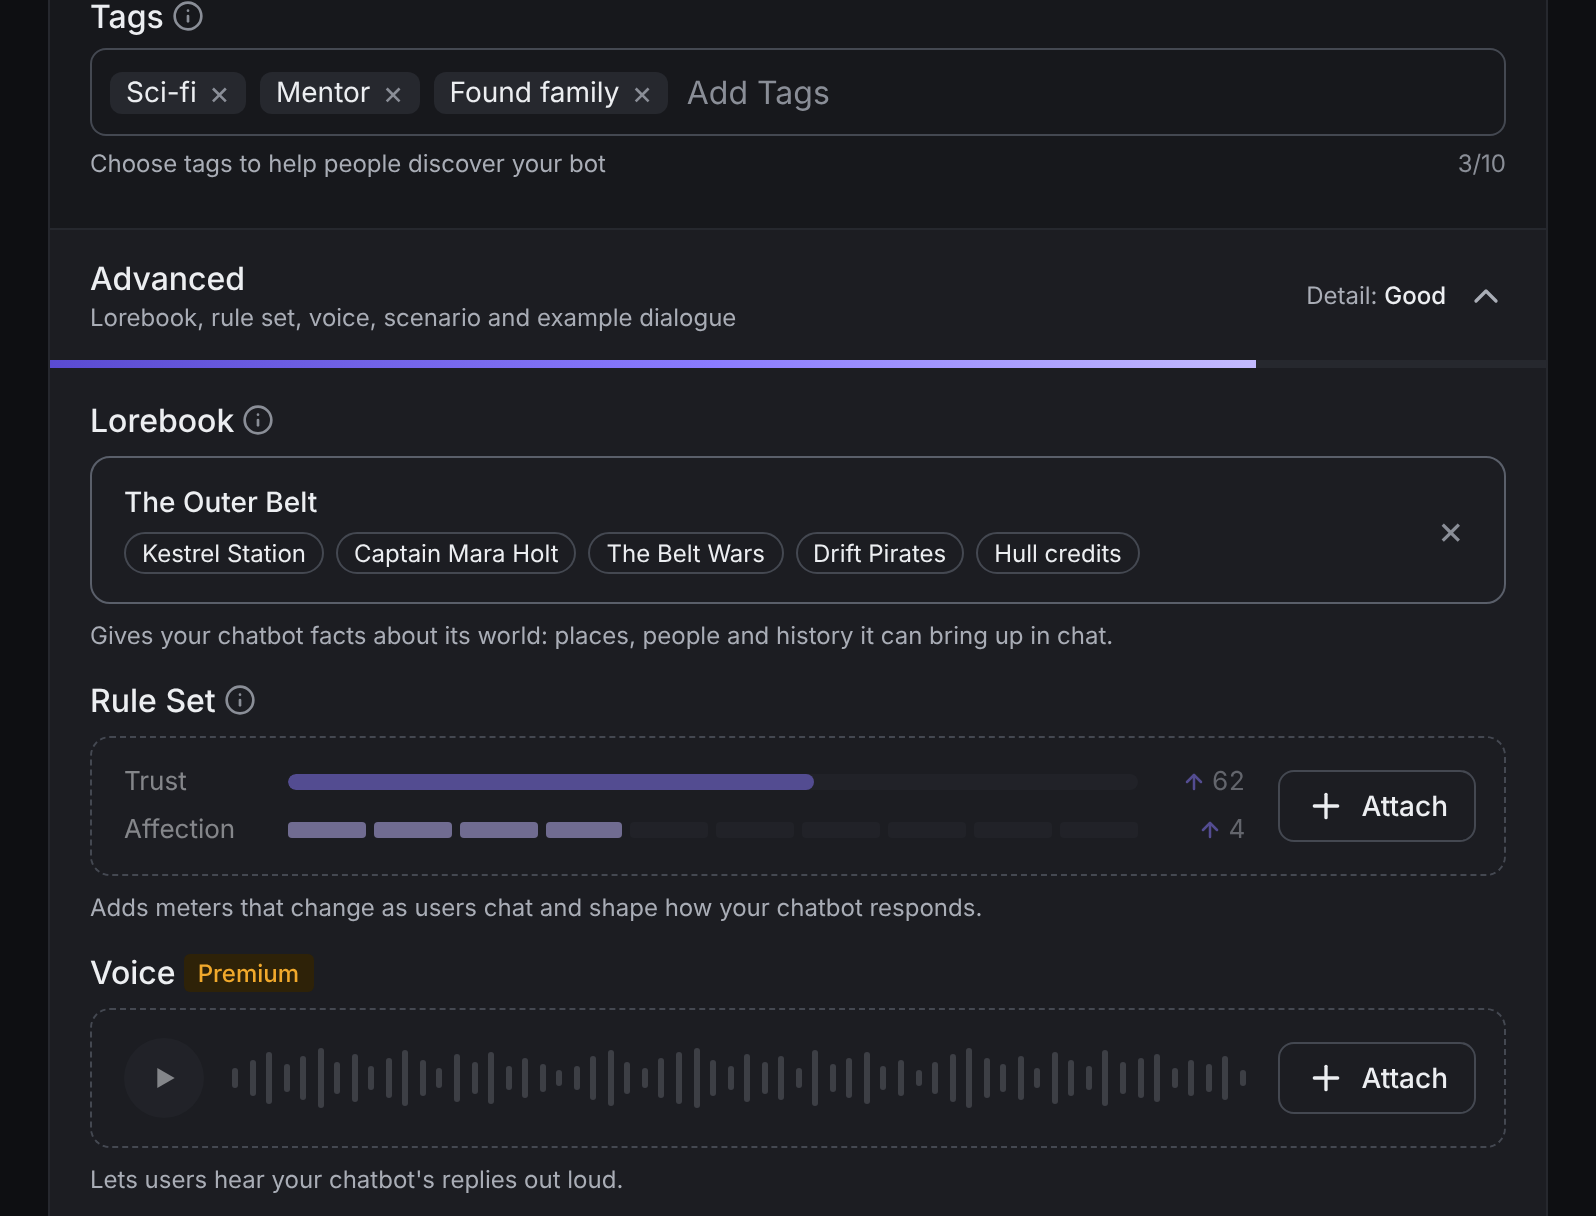 Tags
Sci-fi Mentor Found family Add Tags
Choose tags to help people discover your bot 3/10
Advanced
Lorebook, rule set, voice, scenario and example dialogue
Detail: Good
Lorebook
The Outer Belt
Kestrel Station Captain Mara Holt The Belt Wars Drift Pirates Hull credits
Gives your chatbot facts about its world: places, people and history it can bring up in chat.
Rule Set
Trust 62
Affection 4
Attach
Adds meters that change as users chat and shape how your chatbot responds.
Voice Premium
Attach
Lets users hear your chatbot's replies out loud.